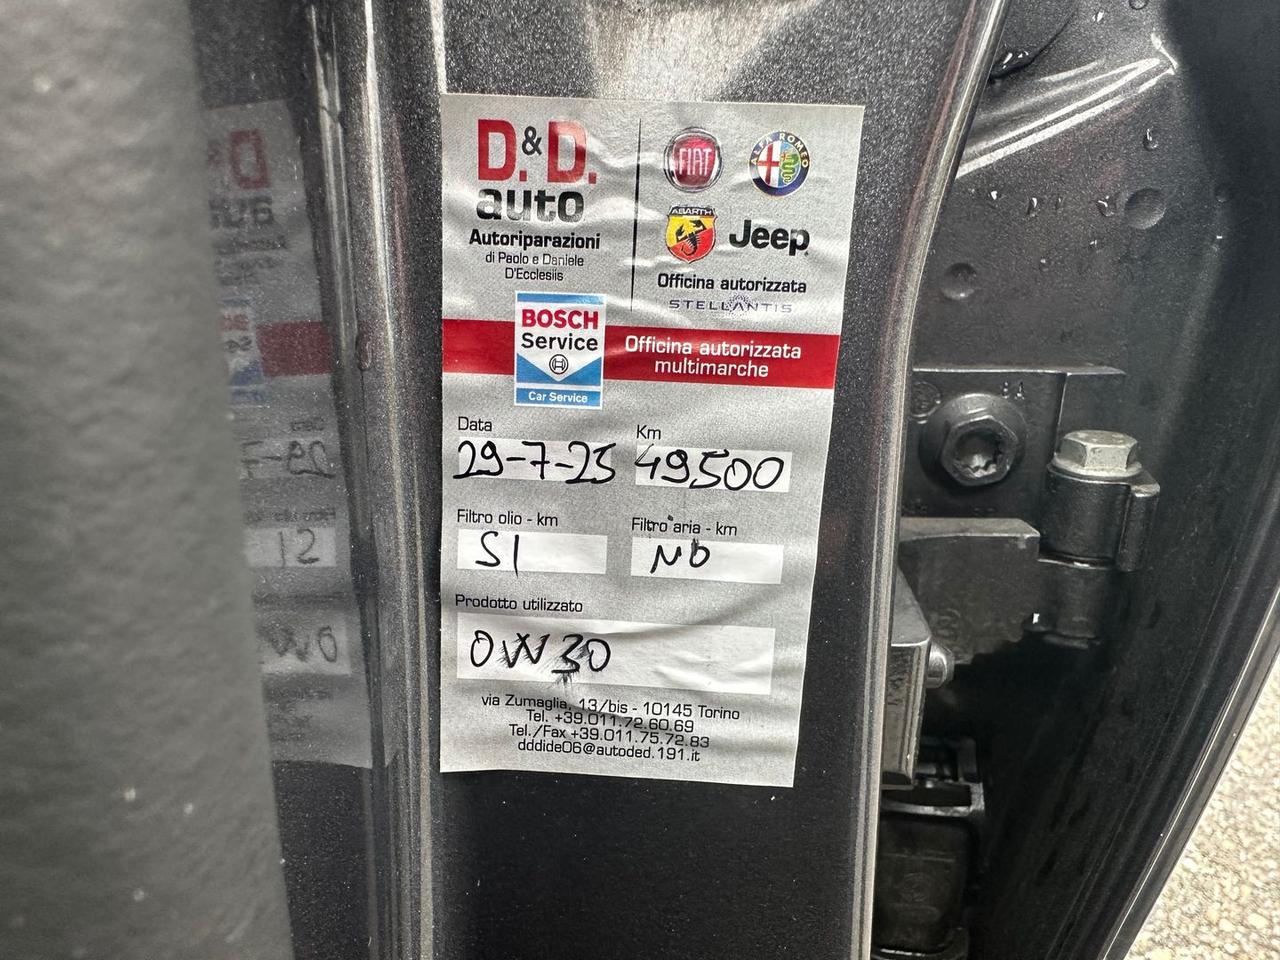 D.&D.
auto
Autoriparazioni
di Paolo e Daniele
D'Ecclesiis
FIAT
ALFA ROMEO
ABARTH
Jeep
Officina autorizzata
STELLANTIS
BOSCH
Service
Car Service
Officina autorizzata
multimarche
Data
29-7-25
Km
49500
Filtro olio - km
SI
Filtro aria - km
NO
Prodotto utilizzato
0W30
via Zumaglia, 13/bis - 10145 Torino
Tel. +39.011.72.60.69
Tel./Fax +39.011.75.72.83
dddide06@autoded.191.it